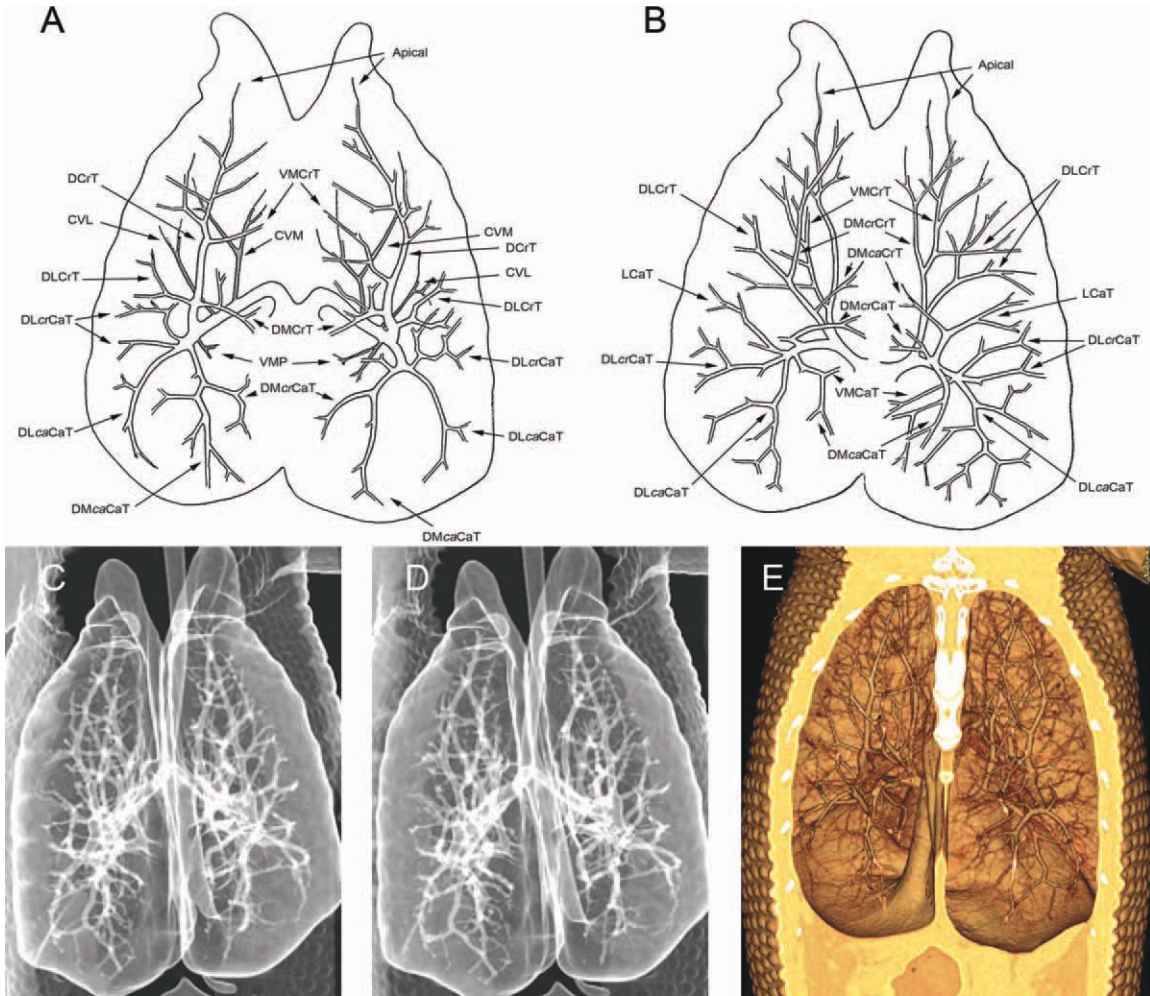 A
Apical
DCrT
VMCrT
CVL
CVM
CVM
DCrT
DLCrT
CVL
DLCrT
DLcrCaT
DMCrT
VMP
DLcrCaT
DMcrCaT
DLcaCaT
DLcaCaT
DMcaCaT
DMcaCaT
B
Apical
DLCrT
VMCrT
DLCrT
DMcrCrT
DMcaCrT
LCaT
LCaT
DMcrCaT
DLcrCaT
DLcrCaT
VMCaT
DMcaCaT
DLcaCaT
DLcaCaT
C
D
E